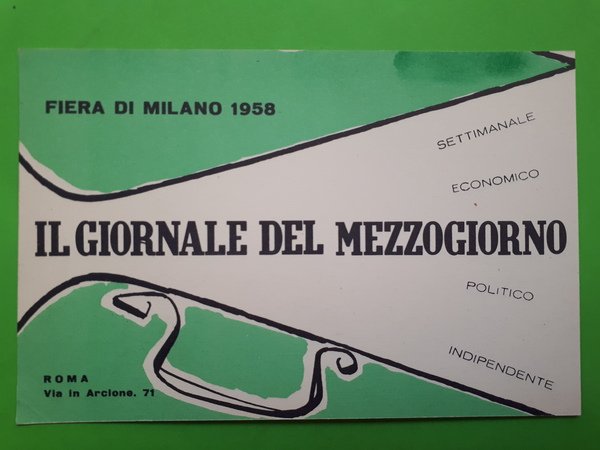 FIERA DI MILANO 1958
SETTIMANALE
ECONOMICO
IL GIORNALE DEL MEZZOGIORNO
POLITICO
INDIPENDENTE
ROMA
Via in Arcione. 71